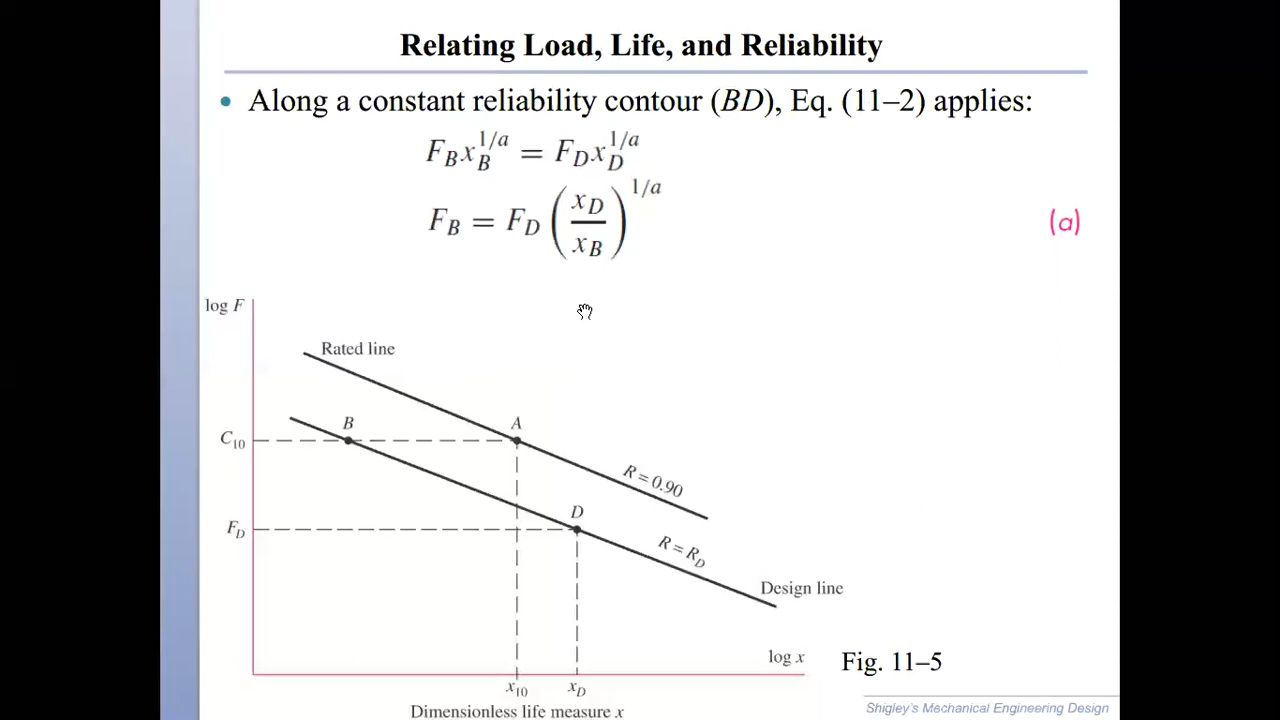 Relating Load, Life, and Reliability
• Along a constant reliability contour (BD), Eq. (11–2) applies:
F_B x_B^{1/a} = F_D x_D^{1/a}
F_B = F_D (x_D / x_B)^{1/a} (a)
log F
Rated line
B A
C₁₀
R = 0.90
D
F_D
R = R_D
Design line
log x
Fig. 11–5
x₁₀ x_D
Dimensionless life measure x
Shigley's Mechanical Engineering Design